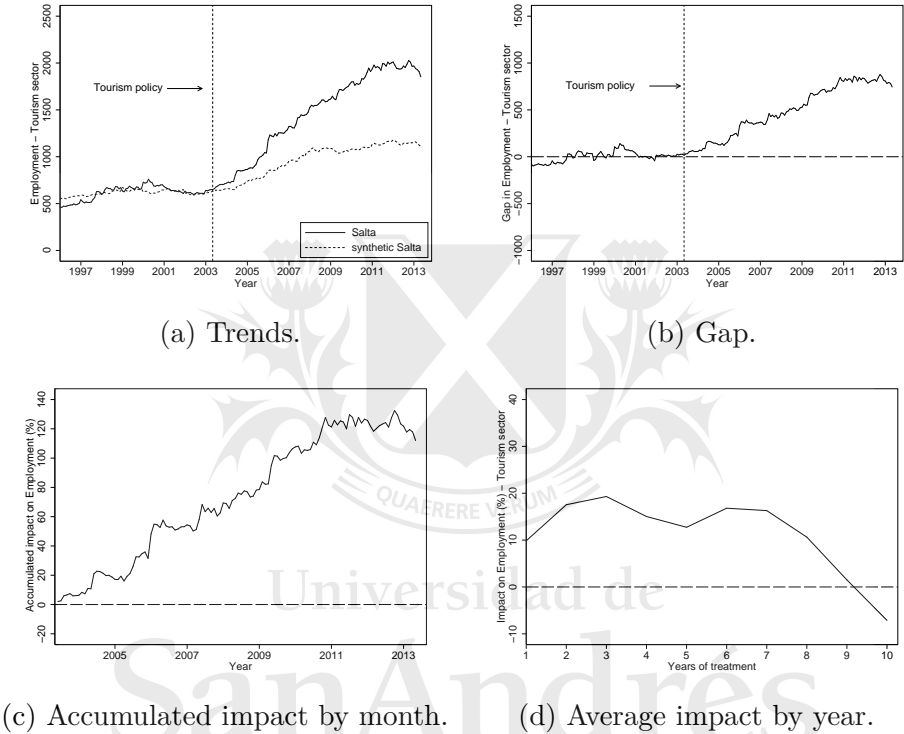 Employment − Tourism sector
0 500 1000 1500 2000 2500
Tourism policy
Salta
synthetic Salta
1997 1999 2001 2003 2005 2007 2009 2011 2013
Year
(a) Trends.
Gap in Employment − Tourism sector
−1000 −500 0 500 1000 1500
Tourism policy
1997 1999 2001 2003 2005 2007 2009 2011 2013
Year
(b) Gap.
Accumulated impact on Employment (%)
−20 0 20 40 60 80 100 120 140
2005 2007 2009 2011 2013
Year
(c) Accumulated impact by month.
Impact on Employment (%) − Tourism sector
−10 0 10 20 30 40
1 2 3 4 5 6 7 8 9 10
Years of treatment
(d) Average impact by year.
QUAERERE VERUM
Universidad de
SanAndrés